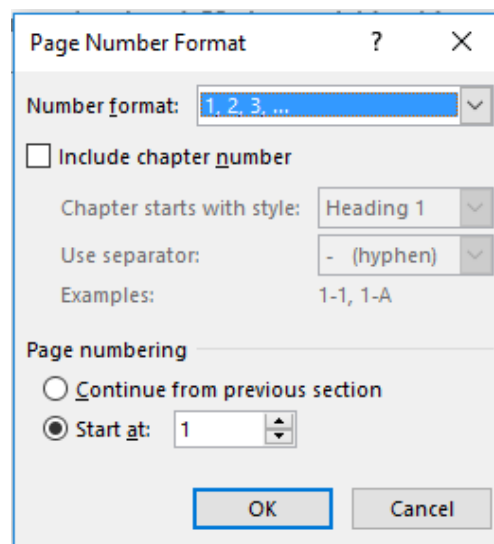 Page Number Format ?
Number format: 1, 2, 3, ...
Include chapter number
Chapter starts with style: Heading 1
Use separator: - (hyphen)
Examples: 1-1, 1-A
Page numbering
Continue from previous section
Start at: 1
OK Cancel